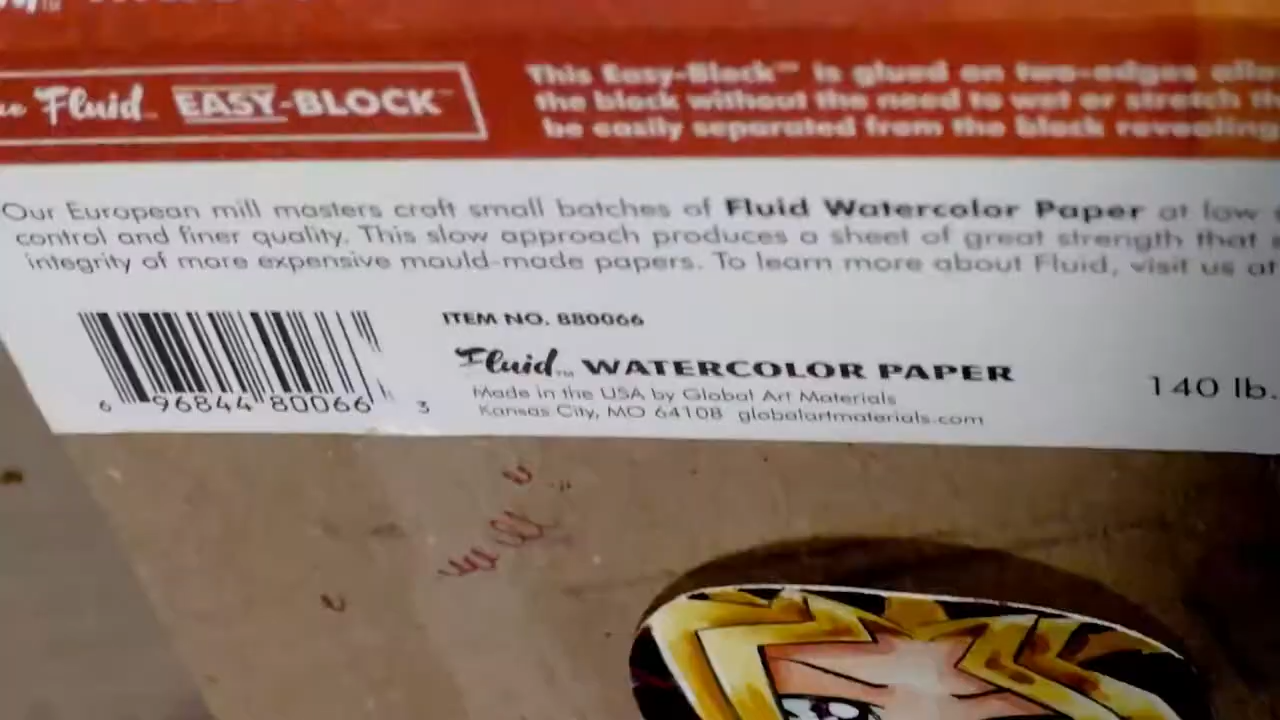 Fluid™ EASY-BLOCK™
This Easy-Block™ is glued on two-edges
the block without the need to wet or stretch
be easily separated from the block revealing
Our European mill masters craft small batches of Fluid Watercolor Paper at low
control and finer quality. This slow approach produces a sheet of great strength that
integrity of more expensive mould-made papers. To learn more about Fluid, visit us at
ITEM NO. 880066
Fluid™ WATERCOLOR PAPER
140 lb.
Made in the USA by Global Art Materials
Kansas City, MO 64108 globalartmaterials.com
6 96844 80066 3